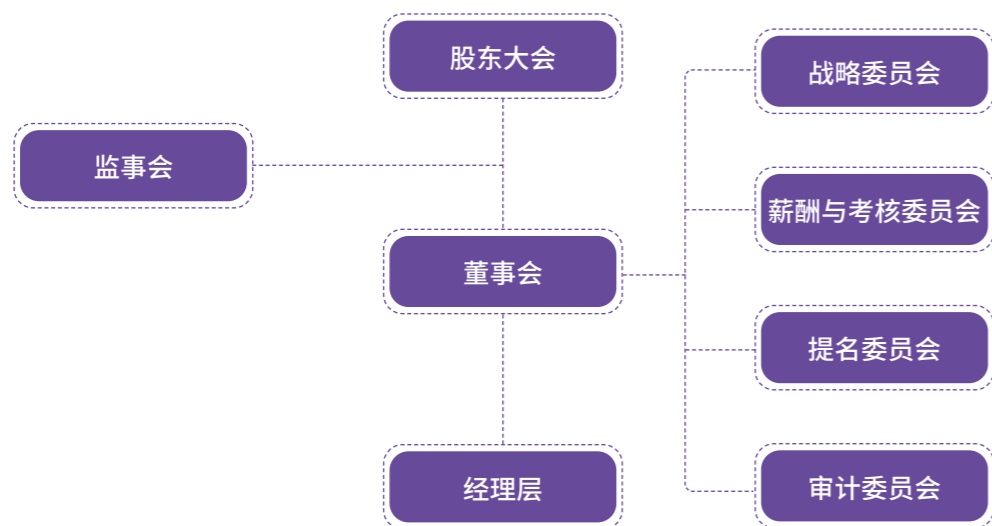 股东大会
战略委员会
监事会
薪酬与考核委员会
董事会
提名委员会
经理层
审计委员会